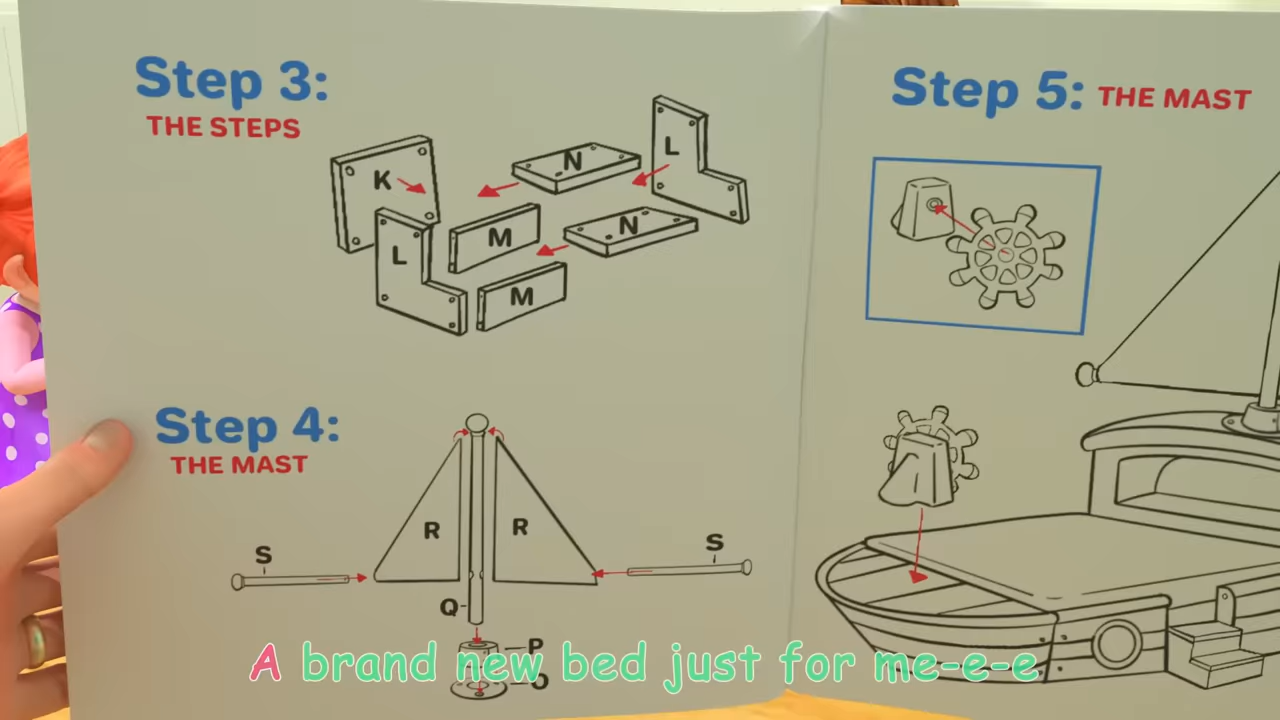 Step 3:
THE STEPS
K
N
L
L
M
N
M
Step 4:
THE MAST
R
R
S
S
Q
P
O
Step 5: THE MAST
A brand new bed just for me-e-e